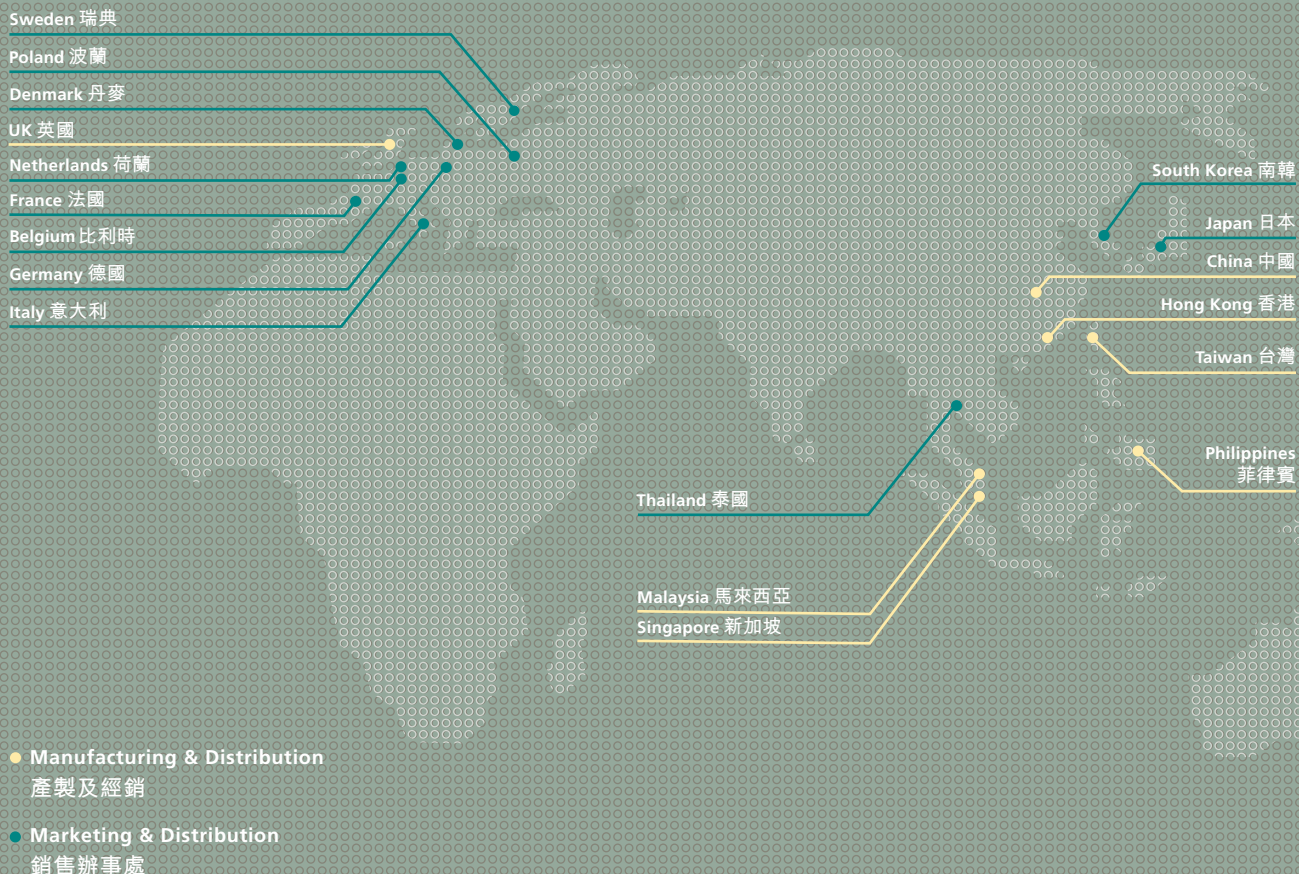 Sweden 瑞典
Poland 波蘭
Denmark 丹麥
UK 英國
Netherlands 荷蘭
France 法國
Belgium 比利時
Germany 德國
Italy 意大利
South Korea 南韓
Japan 日本
China 中國
Hong Kong 香港
Taiwan 台灣
Philippines
菲律賓
Thailand 泰國
Malaysia 馬來西亞
Singapore 新加坡
Manufacturing & Distribution
產製及經銷
Marketing & Distribution
銷售辦事處